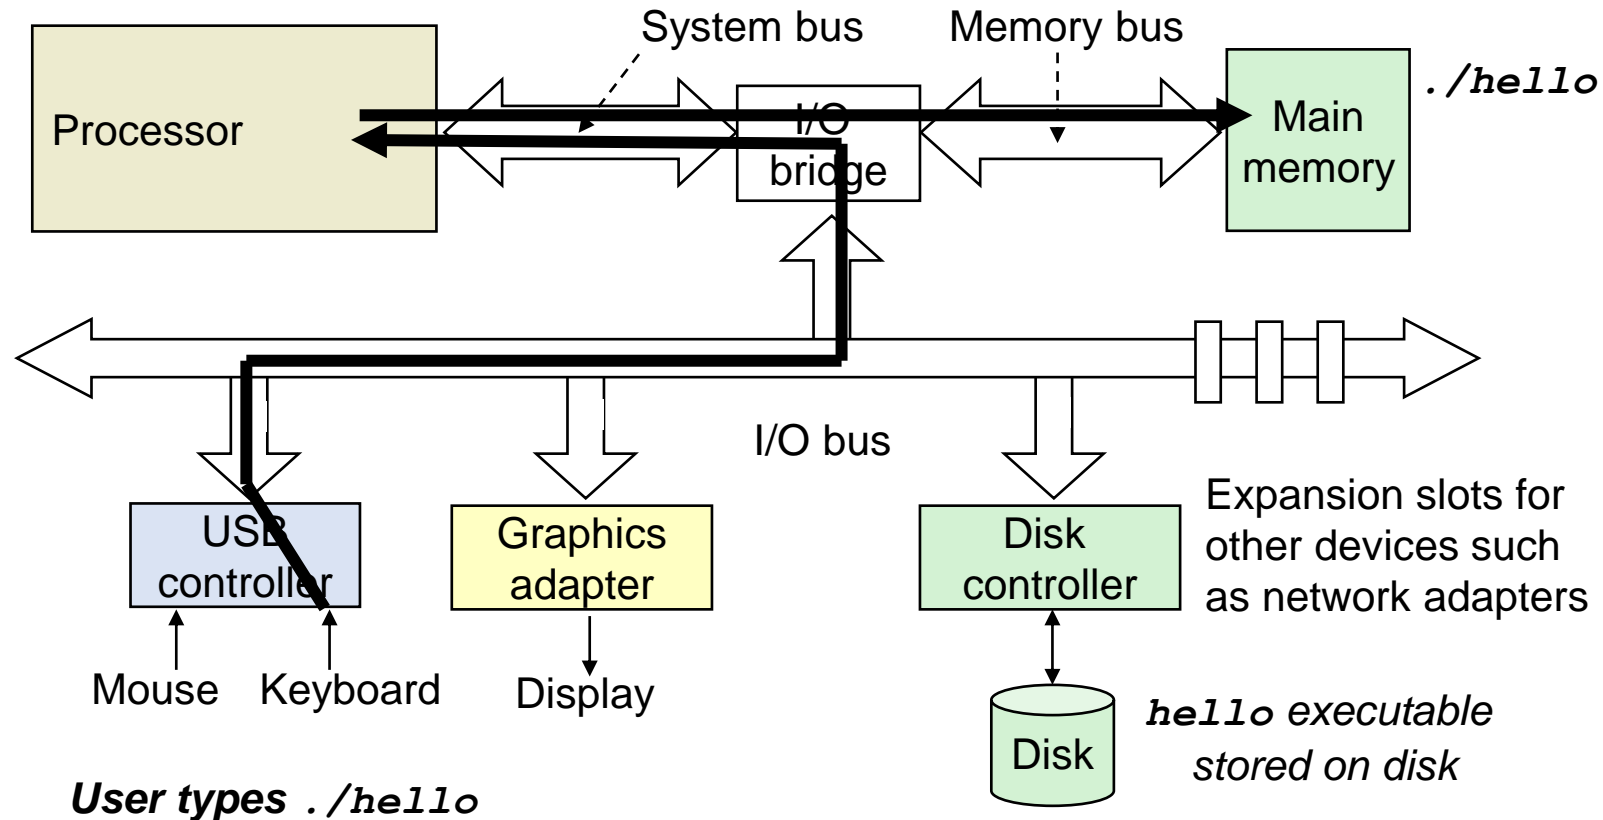 System bus
Memory bus
Processor
I/O
bridge
Main
memory
./hello
I/O bus
USB
controller
Graphics
adapter
Disk
controller
Expansion slots for
other devices such
as network adapters
Mouse
Keyboard
Display
Disk
hello executable
stored on disk
User types ./hello